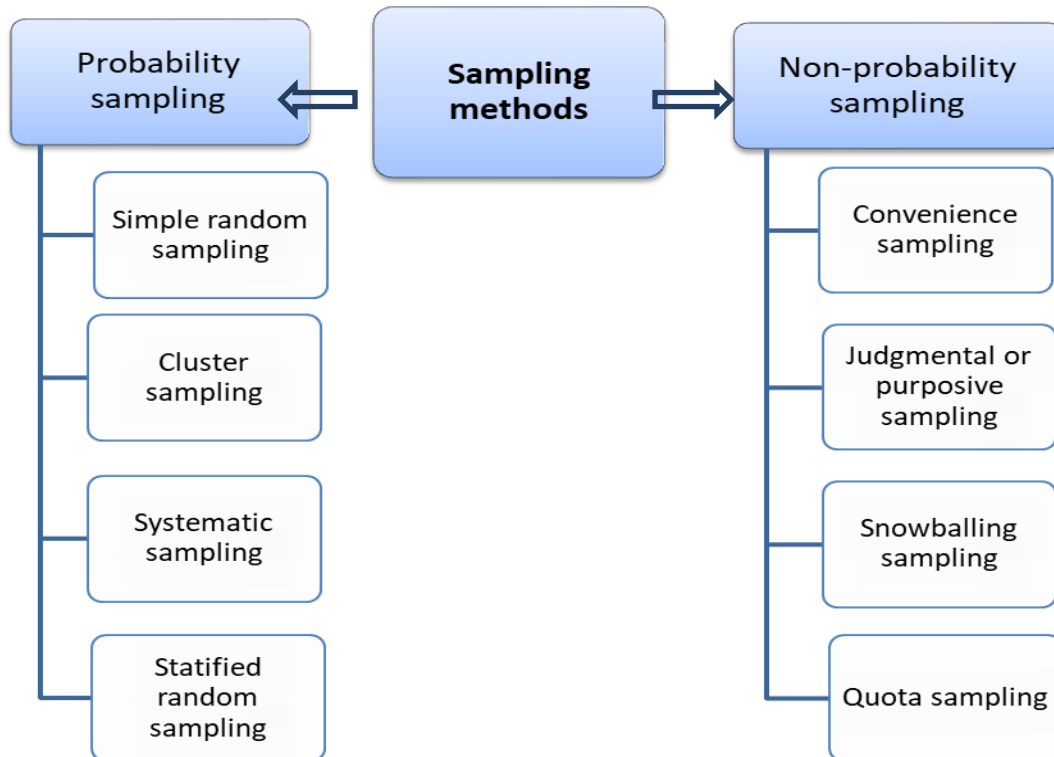 Probability
sampling
Sampling
methods
Non-probability
sampling
Simple random
sampling
Cluster
sampling
Systematic
sampling
Statified
random
sampling
Convenience
sampling
Judgmental or
purposive
sampling
Snowballing
sampling
Quota sampling